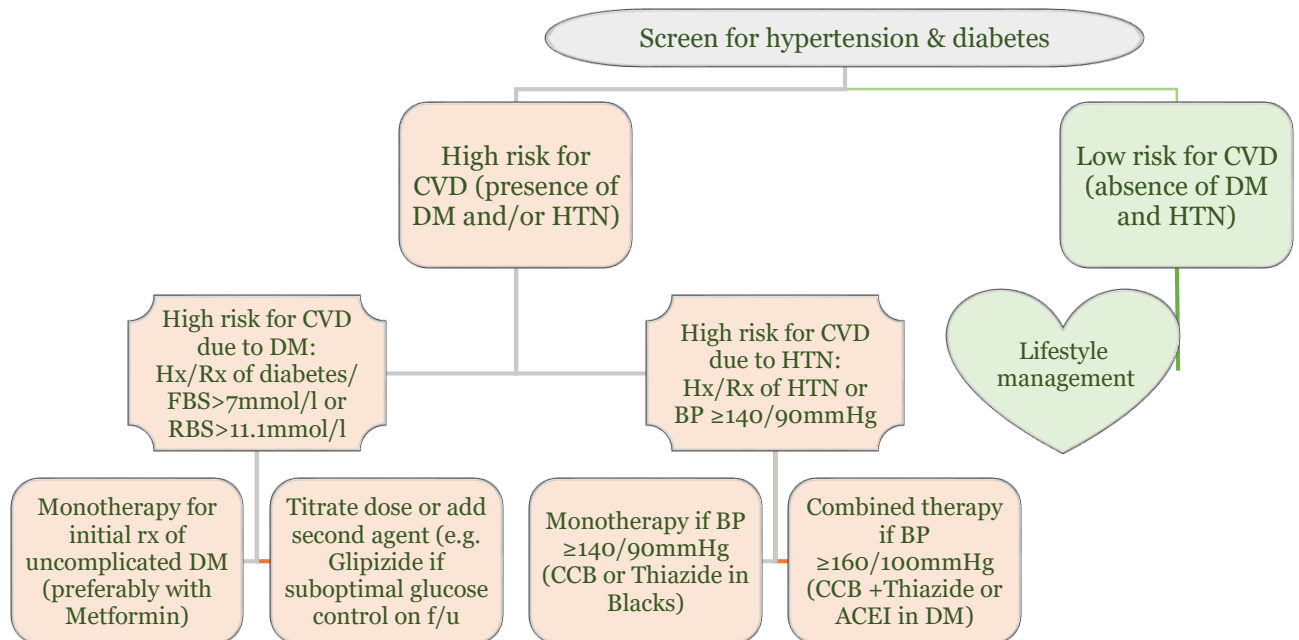 Screen for hypertension & diabetes
High risk for
CVD (presence of
DM and/or HTN)
Low risk for CVD
(absence of DM
and HTN)
High risk for CVD
due to DM:
Hx/Rx of diabetes/
FBS>7mmol/l or
RBS>11.1mmol/l
High risk for CVD
due to HTN:
Hx/Rx of HTN or
BP ≥140/90mmHg
Lifestyle
management
Monotherapy for
initial rx of
uncomplicated DM
(preferably with
Metformin)
Titrate dose or add
second agent (e.g.
Glipizide if
suboptimal glucose
control on f/u
Monotherapy if BP
≥140/90mmHg
(CCB or Thiazide in
Blacks)
Combined therapy
if BP
≥160/100mmHg
(CCB +Thiazide or
ACEI in DM)